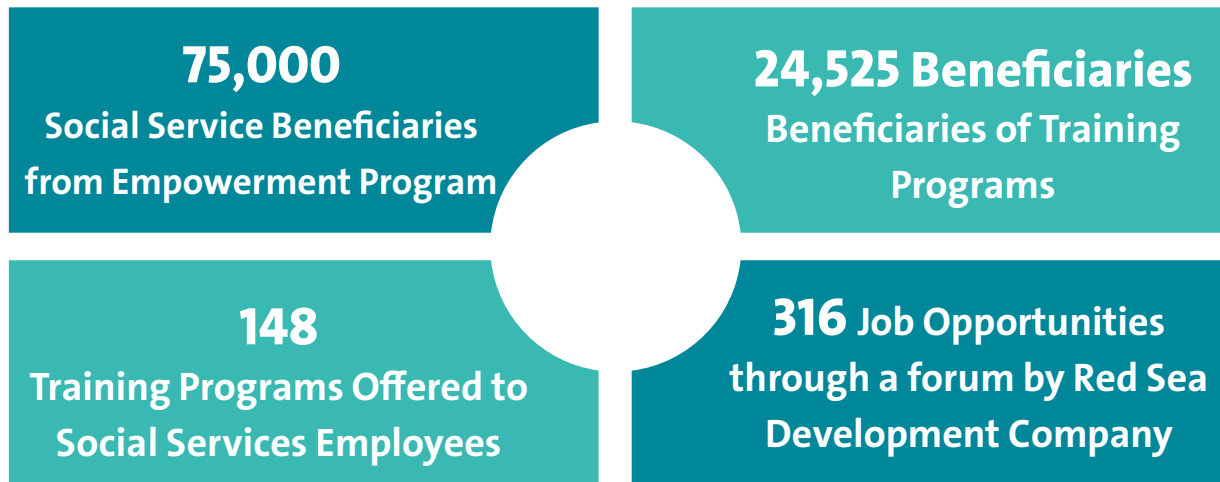 75,000
Social Service Beneficiaries
from Empowerment Program
24,525 Beneficiaries
Beneficiaries of Training
Programs
148
Training Programs Offered to
Social Services Employees
316 Job Opportunities
through a forum by Red Sea
Development Company